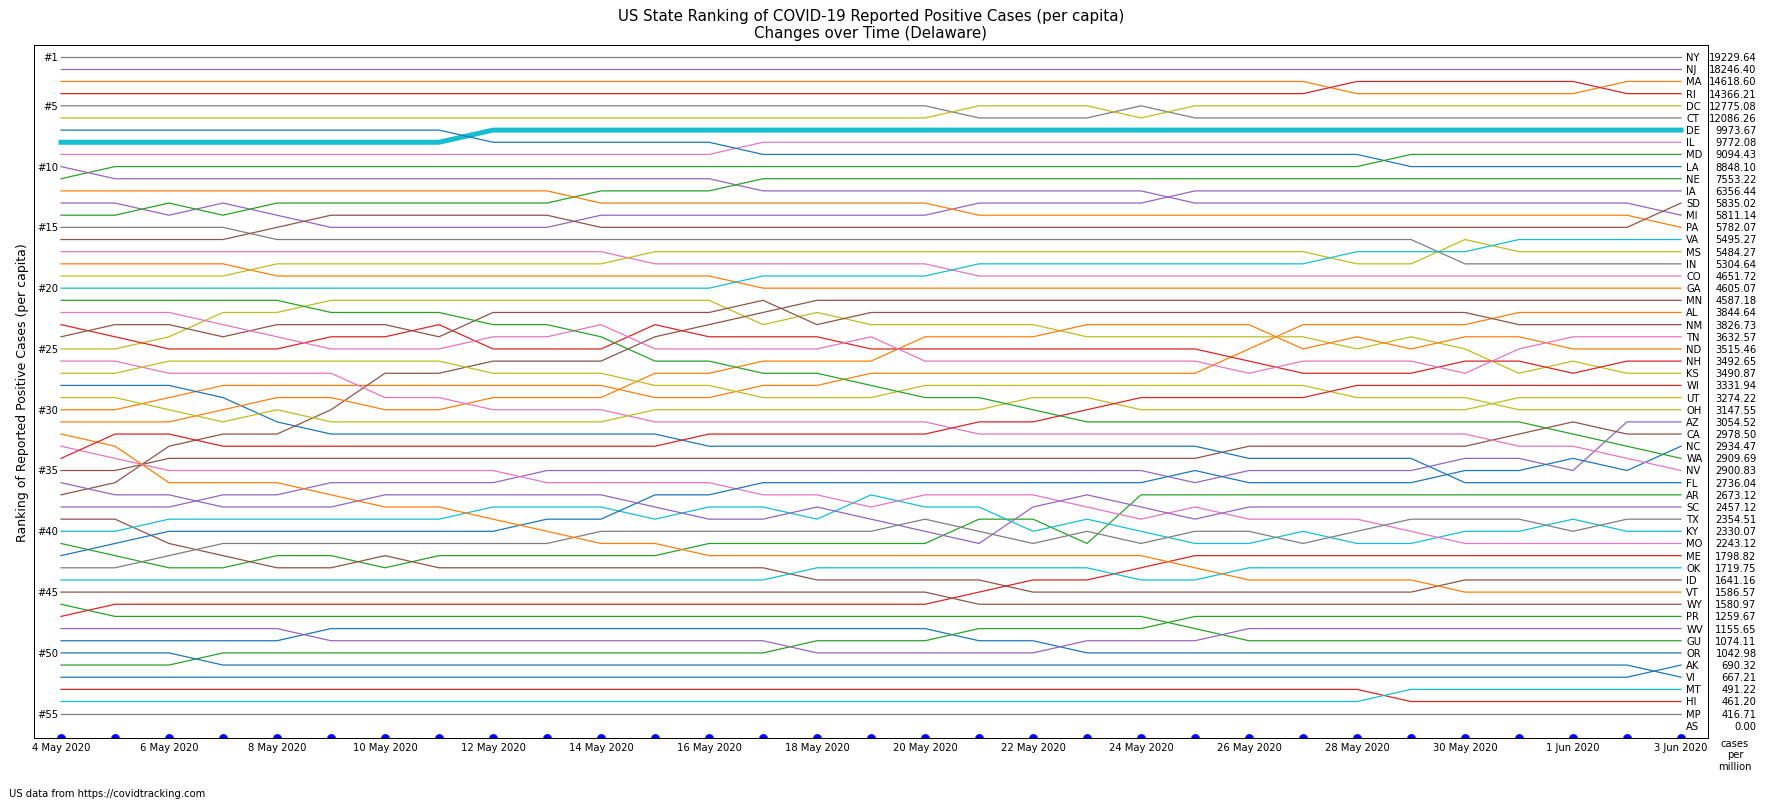 US State Ranking of COVID-19 Reported Positive Cases (per capita)
Changes over Time (Delaware)
Ranking of Reported Positive Cases (per capita)
#1
#5
#10
#15
#20
#25
#30
#35
#40
#45
#50
#55
NY 19229.64
NJ 18246.40
MA 14618.60
RI 14366.21
DC 12775.08
CT 12086.26
DE 9973.67
IL 9772.08
MD 9094.43
LA 8848.10
NE 7553.22
IA 6356.44
SD 5835.02
MI 5811.14
PA 5782.07
VA 5495.27
MS 5484.27
IN 5304.64
CO 4651.72
GA 4605.07
MN 4587.18
AL 3844.64
NM 3826.73
TN 3632.57
ND 3515.46
NH 3492.65
KS 3490.87
WI 3331.94
UT 3274.22
OH 3147.55
AZ 3054.52
CA 2978.50
NC 2934.47
WA 2909.69
NV 2900.83
FL 2736.04
AR 2673.12
SC 2457.12
TX 2354.51
KY 2330.07
MO 2243.12
ME 1798.82
OK 1719.75
ID 1641.16
VT 1586.57
WY 1580.97
PR 1259.67
WV 1155.65
GU 1074.11
OR 1042.98
AK 690.32
VI 667.21
MT 491.22
HI 461.20
MP 416.71
AS 0.00
4 May 2020 6 May 2020 8 May 2020 10 May 2020 12 May 2020 14 May 2020 16 May 2020 18 May 2020 20 May 2020 22 May 2020 24 May 2020 26 May 2020 28 May 2020 30 May 2020 1 Jun 2020 3 Jun 2020
cases
per
million
US data from https://covidtracking.com